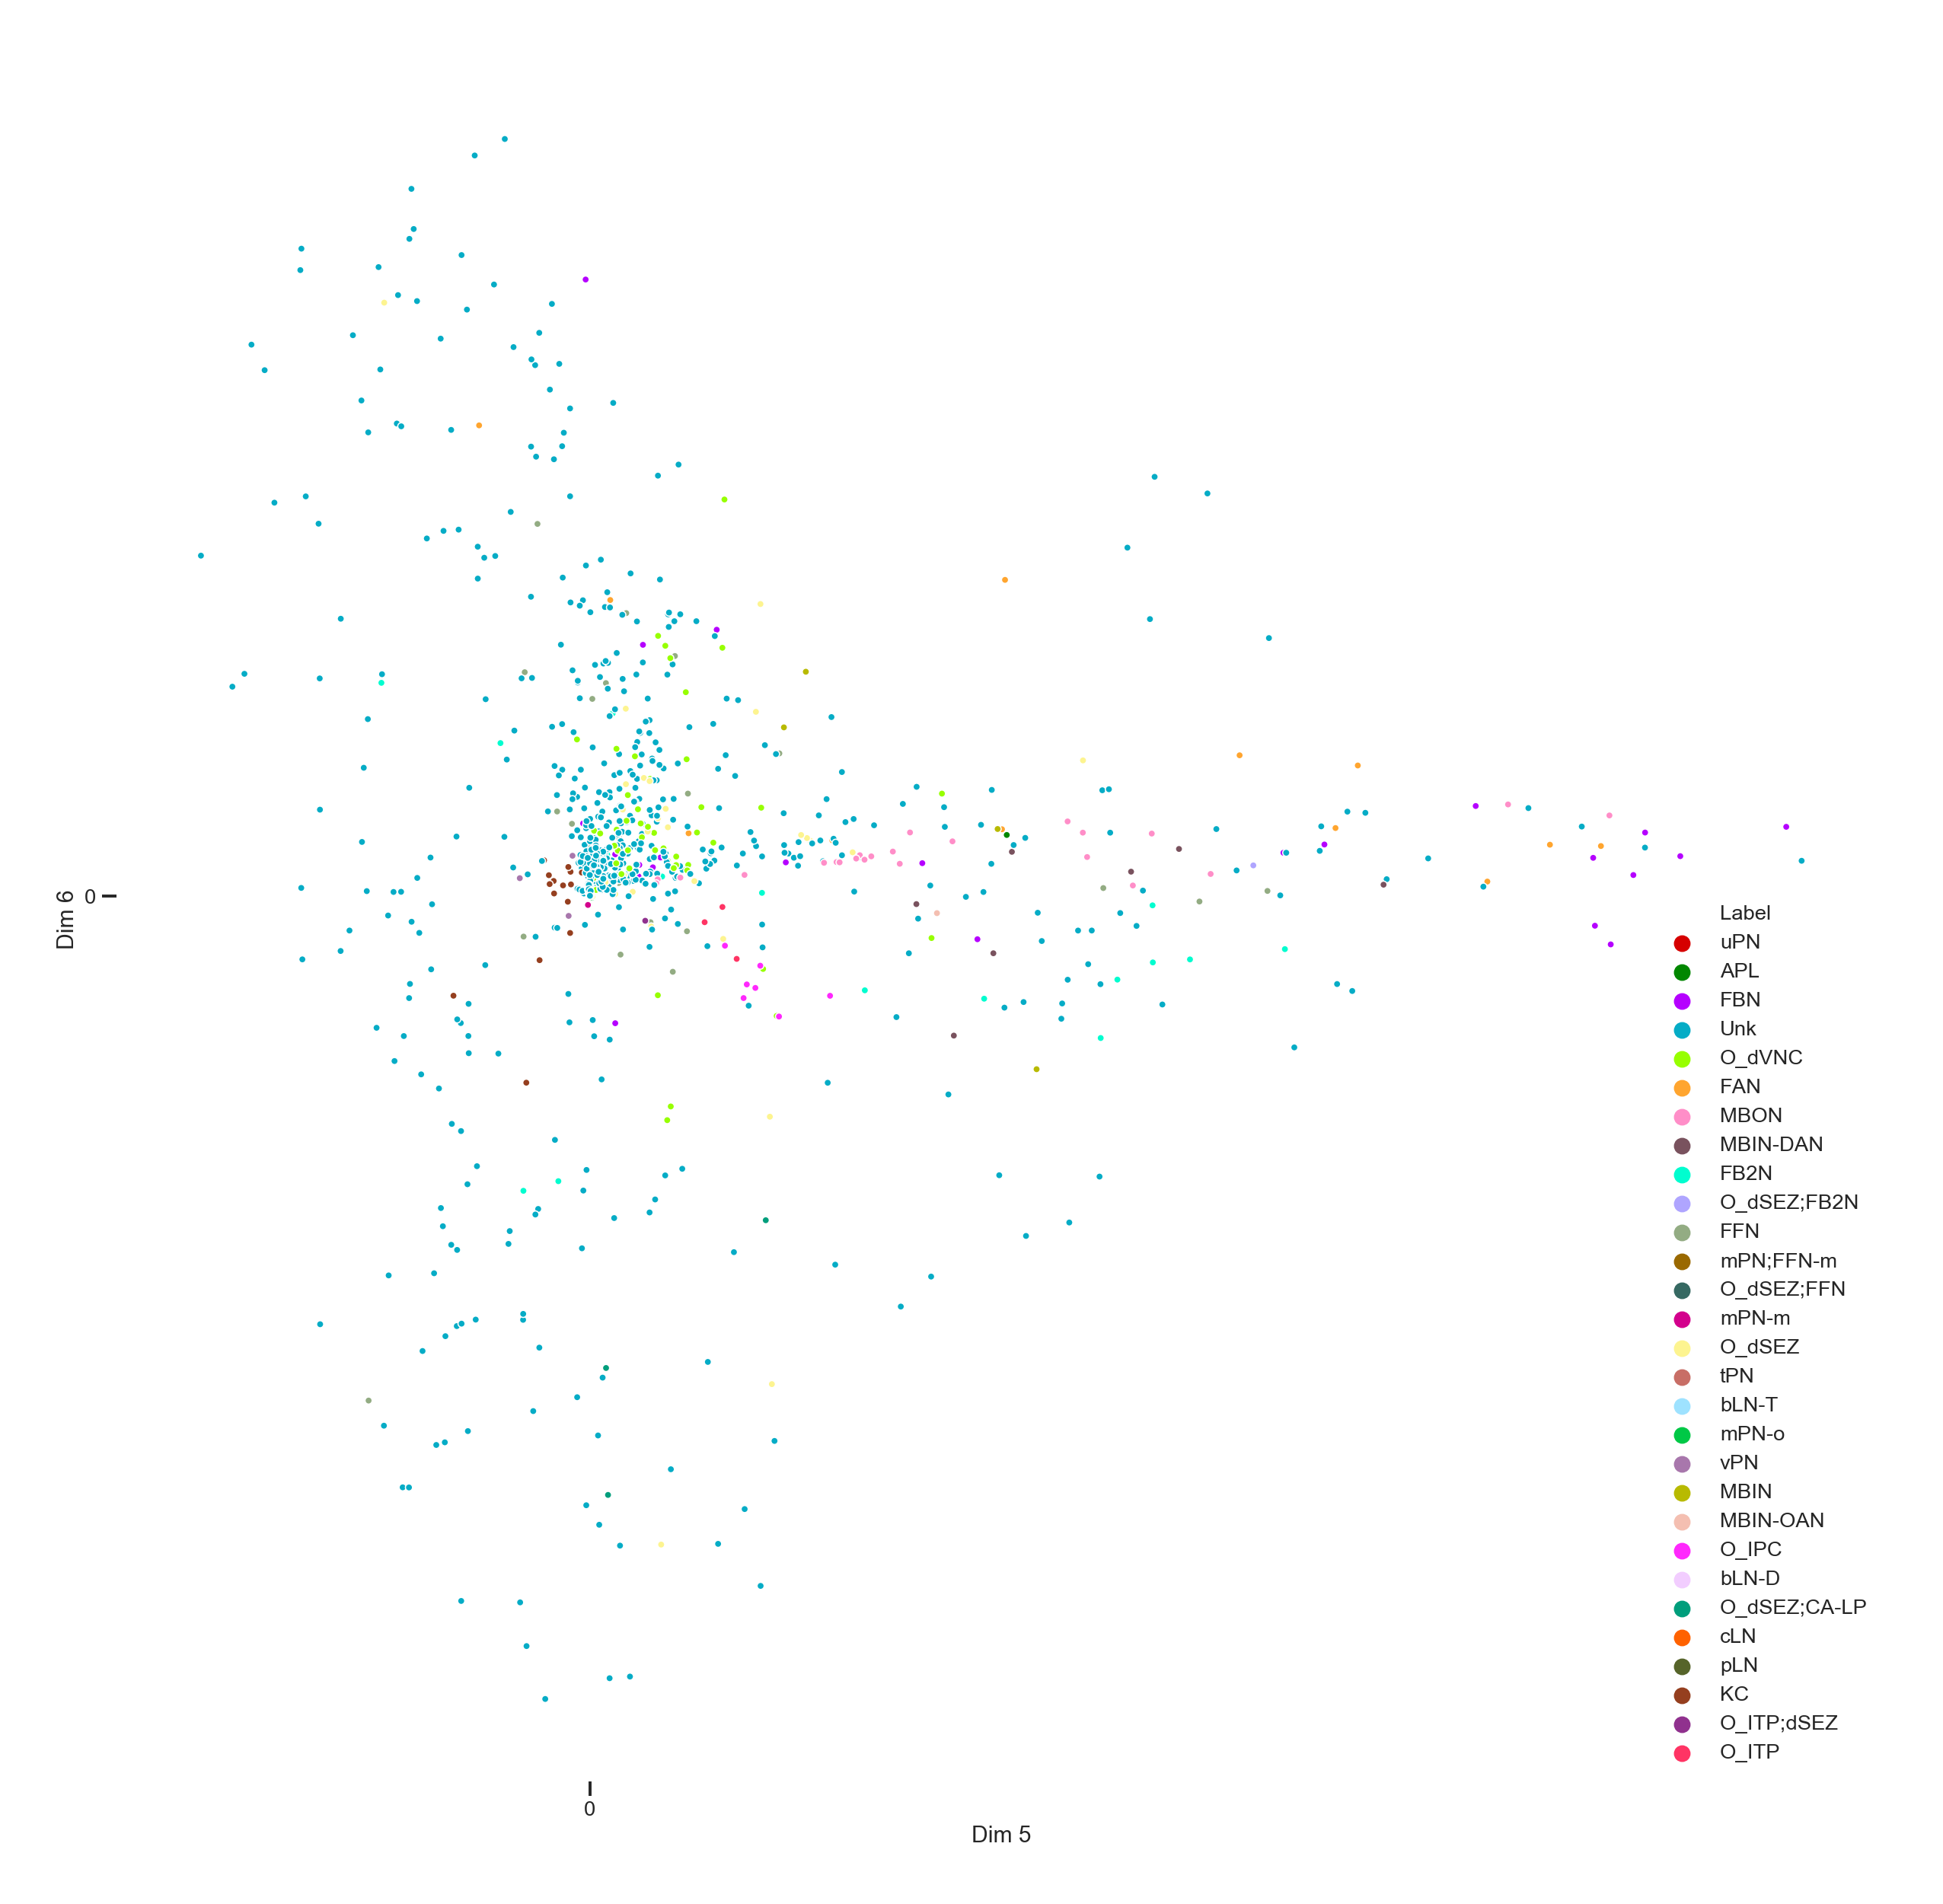 Dim 6
0
Label
uPN
APL
FBN
Unk
O_dVNC
FAN
MBON
MBIN-DAN
FB2N
O_dSEZ;FB2N
FFN
mPN;FFN-m
O_dSEZ;FFN
mPN-m
O_dSEZ
tPN
bLN-T
mPN-o
vPN
MBIN
MBIN-OAN
O_IPC
bLN-D
O_dSEZ;CA-LP
cLN
pLN
KC
O_ITP;dSEZ
O_ITP
0
Dim 5